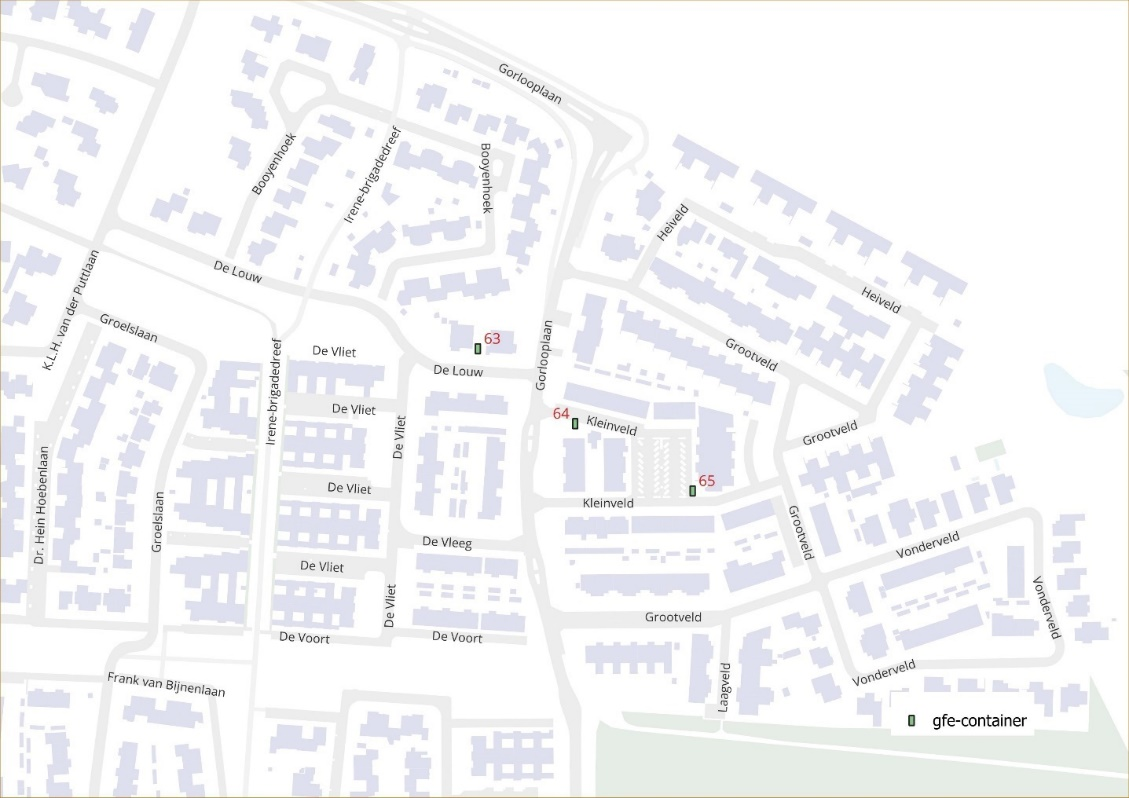 Gorlooplaan
Booyenhoek
Irene-brigadedreef
Booyenhoek
Heiveld
De Louw
K.L.H. van der Puttlaan
Heiveld
Groelslaan
63
De Vliet
Gorlooplaan
Grootveld
De Louw
Irene-brigadedreef
De Vliet
64
Kleinveld
De Vliet
Grootveld
De Vliet
65
Kleinveld
Dr. Hein Hoebenlaan
Groelslaan
Grootveld
De Vleeg
Vonderveld
De Vliet
De Vliet
Vonderveld
Grootveld
De Voort
De Voort
Vonderveld
Laagveld
Frank van Bijnenlaan
gfe-container